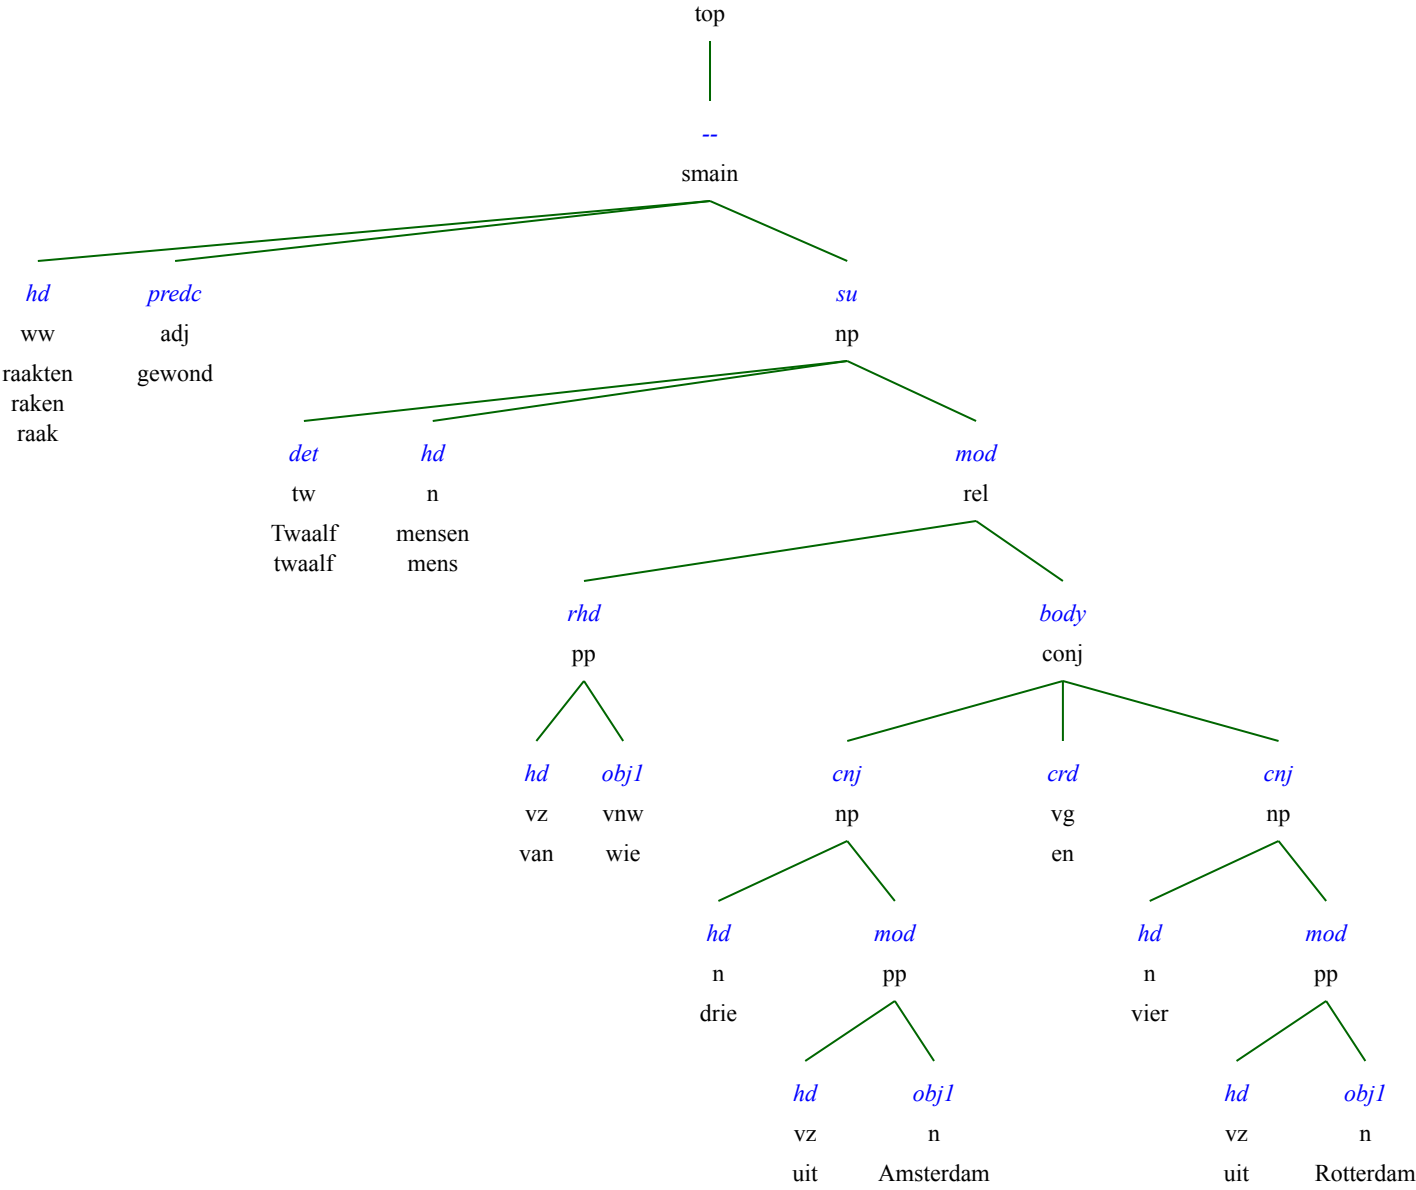 top
--
smain
hd predc su
ww adj np
raakten gewond
raken
raak
det hd mod
tw n rel
Twaalf mensen
twaalf mens
rhd body
pp conj
hd obj1 cnj crd cnj
vz vnw np vg np
van wie en
hd mod hd mod
n pp n pp
drie vier
hd obj1 hd obj1
vz n vz n
uit Amsterdam uit Rotterdam